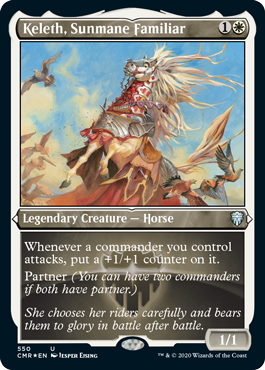 Keleth, Sunmane Familiar 1
Legendary Creature — Horse
Whenever a commander you control
attacks, put a +1/+1 counter on it.
Partner (You can have two commanders
if both have partner.)
She chooses her riders carefully and bears
them to glory in battle after battle.
1/1
550 U
CMR★EN Jesper Ejsing
™ & © 2020 Wizards of the Coast